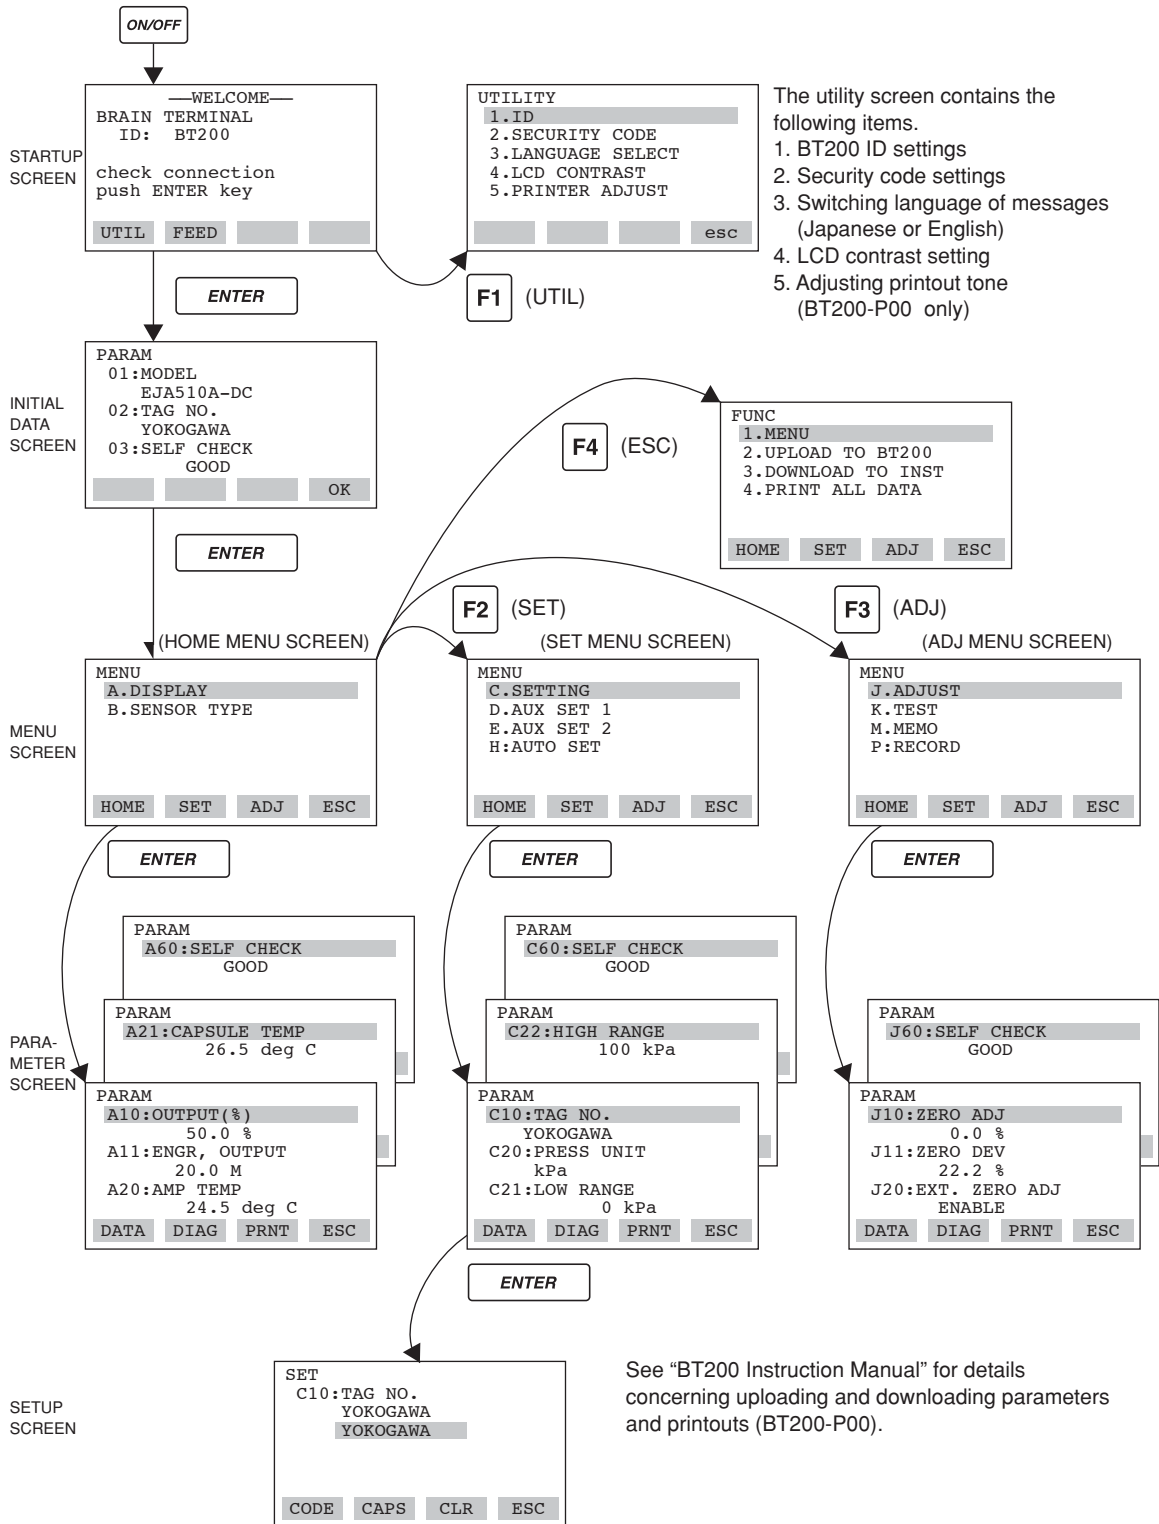 ON/OFF
STARTUP
SCREEN
——WELCOME——
BRAIN TERMINAL
ID: BT200
check connection
push ENTER key
UTIL FEED
UTILITY
1.ID
2.SECURITY CODE
3.LANGUAGE SELECT
4.LCD CONTRAST
5.PRINTER ADJUST
esc
The utility screen contains the
following items.
1. BT200 ID settings
2. Security code settings
3. Switching language of messages
(Japanese or English)
4. LCD contrast setting
5. Adjusting printout tone
(BT200-P00 only)
ENTER
F1 (UTIL)
INITIAL
DATA
SCREEN
PARAM
01:MODEL
EJA510A-DC
02:TAG NO.
YOKOGAWA
03:SELF CHECK
GOOD
OK
F4 (ESC)
FUNC
1.MENU
2.UPLOAD TO BT200
3.DOWNLOAD TO INST
4.PRINT ALL DATA
HOME SET ADJ ESC
ENTER
F2 (SET)
F3 (ADJ)
(HOME MENU SCREEN)
(SET MENU SCREEN)
(ADJ MENU SCREEN)
MENU
SCREEN
MENU
A.DISPLAY
B.SENSOR TYPE
HOME SET ADJ ESC
MENU
C.SETTING
D.AUX SET 1
E.AUX SET 2
H:AUTO SET
HOME SET ADJ ESC
MENU
J.ADJUST
K.TEST
M.MEMO
P:RECORD
HOME SET ADJ ESC
ENTER
ENTER
ENTER
PARA-
METER
SCREEN
PARAM
A60:SELF CHECK
GOOD
PARAM
A21:CAPSULE TEMP
26.5 deg C
PARAM
A10:OUTPUT(%)
50.0 %
A11:ENGR, OUTPUT
20.0 M
A20:AMP TEMP
24.5 deg C
DATA DIAG PRNT ESC
PARAM
C60:SELF CHECK
GOOD
PARAM
C22:HIGH RANGE
100 kPa
PARAM
C10:TAG NO.
YOKOGAWA
C20:PRESS UNIT
kPa
C21:LOW RANGE
0 kPa
DATA DIAG PRNT ESC
PARAM
J60:SELF CHECK
GOOD
PARAM
J10:ZERO ADJ
0.0 %
J11:ZERO DEV
22.2 %
J20:EXT. ZERO ADJ
ENABLE
DATA DIAG PRNT ESC
ENTER
SETUP
SCREEN
SET
C10:TAG NO.
YOKOGAWA
YOKOGAWA
CODE CAPS CLR ESC
See “BT200 Instruction Manual” for details
concerning uploading and downloading parameters
and printouts (BT200-P00).